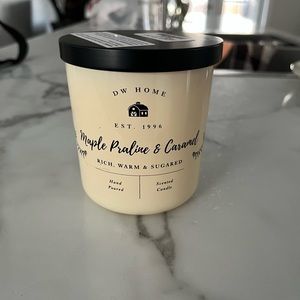 DW HOME
EST. 1996
Maple Praline & Caramel
RICH, WARM & SUGARED
Hand Scented
Poured Candle